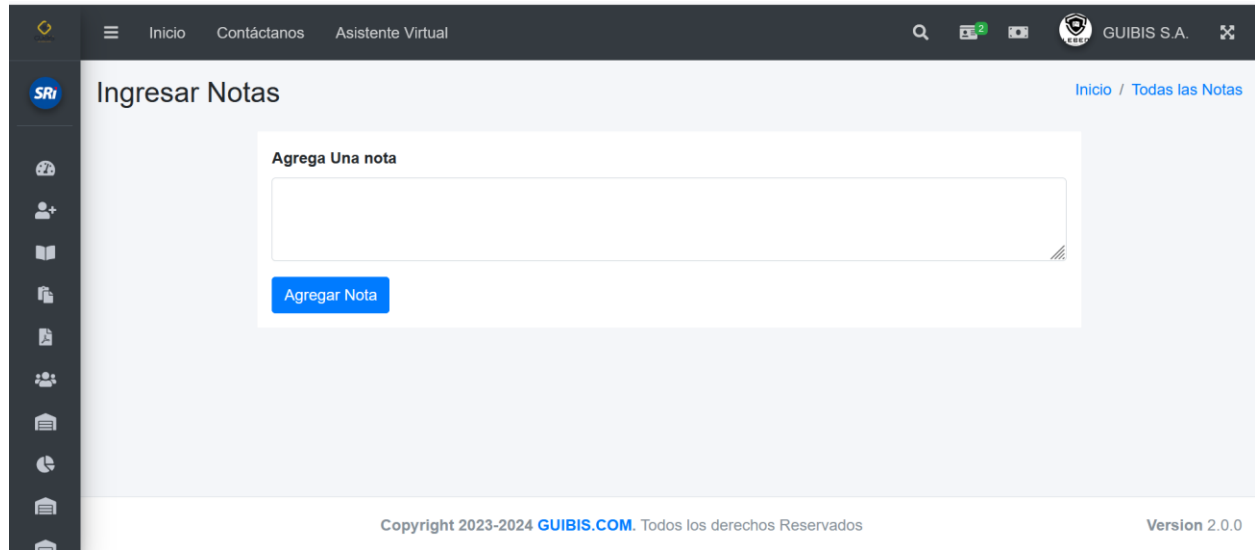 Inicio Contáctanos Asistente Virtual 2 GUIBIS S.A.
SRi
Ingresar Notas
Inicio / Todas las Notas
Agrega Una nota
Agregar Nota
Copyright 2023-2024 GUIBIS.COM. Todos los derechos Reservados
Version 2.0.0